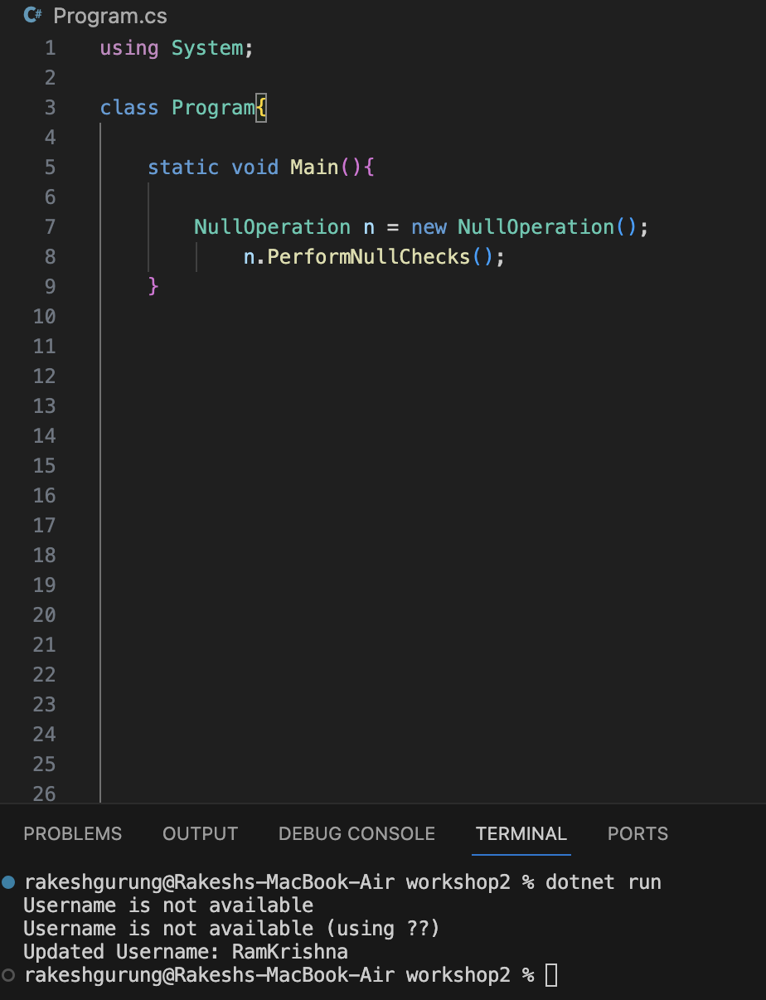 C# Program.cs
1 using System;
2
3 class Program{
4
5 static void Main(){
6
7 NullOperation n = new NullOperation();
8 n.PerformNullChecks();
9 }
10
11
12
13
14
15
16
17
18
19
20
21
22
23
24
25
26
PROBLEMS OUTPUT DEBUG CONSOLE TERMINAL PORTS
rakeshgurung@Rakeshs-MacBook-Air workshop2 % dotnet run
Username is not available
Username is not available (using ??)
Updated Username: RamKrishna
rakeshgurung@Rakeshs-MacBook-Air workshop2 %